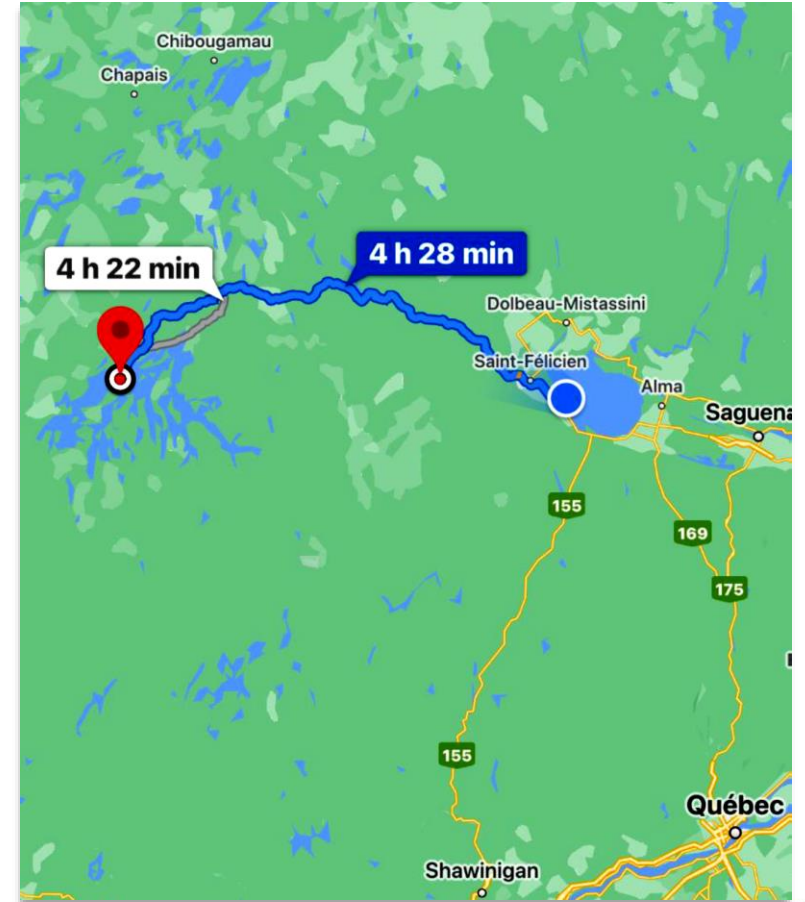 Chibougamau
Chapais
4 h 22 min
4 h 28 min
Dolbeau-Mistassini
Saint-Félicien
Alma
Saguena
155
169
175
155
Québec
Shawinigan